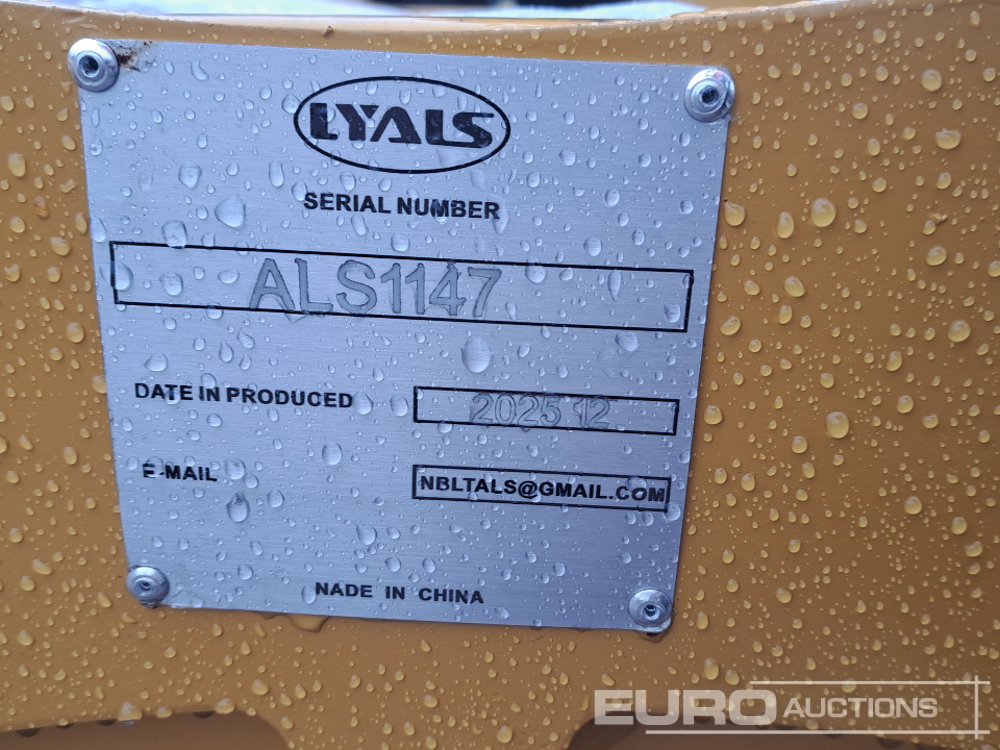 LYALS
SERIAL NUMBER
ALS1147
DATE IN PRODUCED 2025 12
E-MAIL NBLTALS@GMAIL.COM
NADE IN CHINA
EURO AUCTIONS